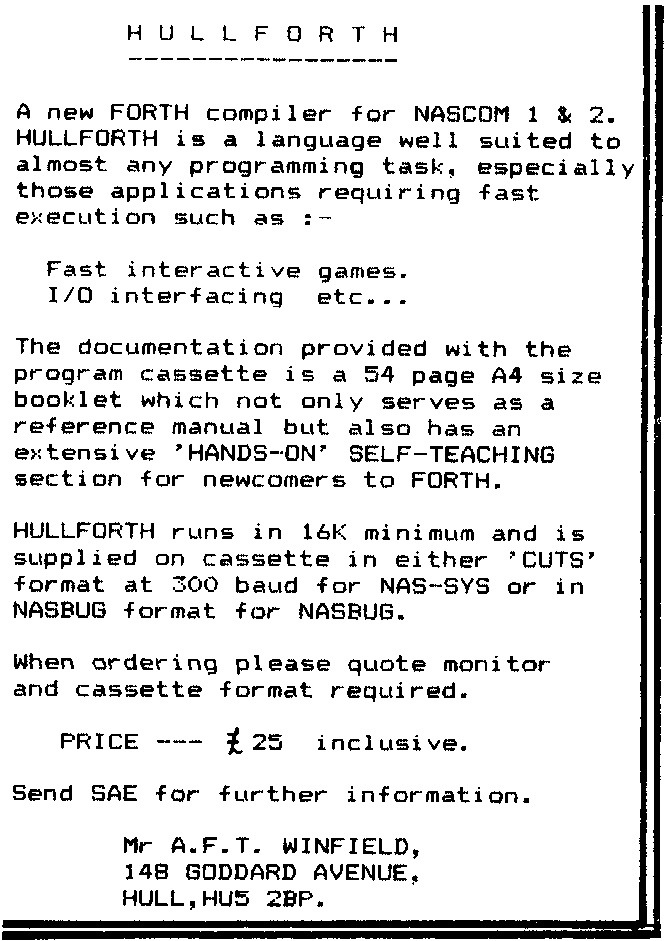 H U L L F O R T H
-----------------
A new FORTH compiler for NASCOM 1 & 2.
HULLFORTH is a language well suited to
almost any programming task, especially
those applications requiring fast
execution such as :-
Fast interactive games.
I/O interfacing etc...
The documentation provided with the
program cassette is a 54 page A4 size
booklet which not only serves as a
reference manual but also has an
extensive 'HANDS-ON' SELF-TEACHING
section for newcomers to FORTH.
HULLFORTH runs in 16K minimum and is
supplied on cassette in either 'CUTS'
format at 300 baud for NAS-SYS or in
NASBUG format for NASBUG.
When ordering please quote monitor
and cassette format required.
PRICE --- £25 inclusive.
Send SAE for further information.
Mr A.F.T. WINFIELD,
148 GODDARD AVENUE,
HULL,HU5 2BP.